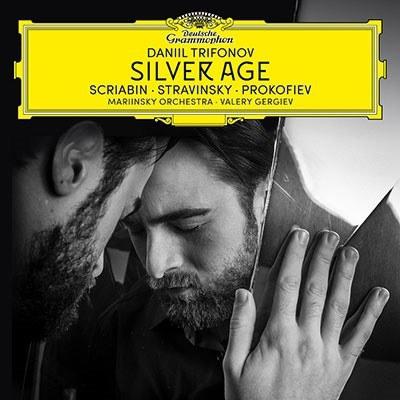 Deutsche
Grammophon
DANIIL TRIFONOV
SILVER AGE
SCRIABIN · STRAVINSKY · PROKOFIEV
MARIINSKY ORCHESTRA · VALERY GERGIEV